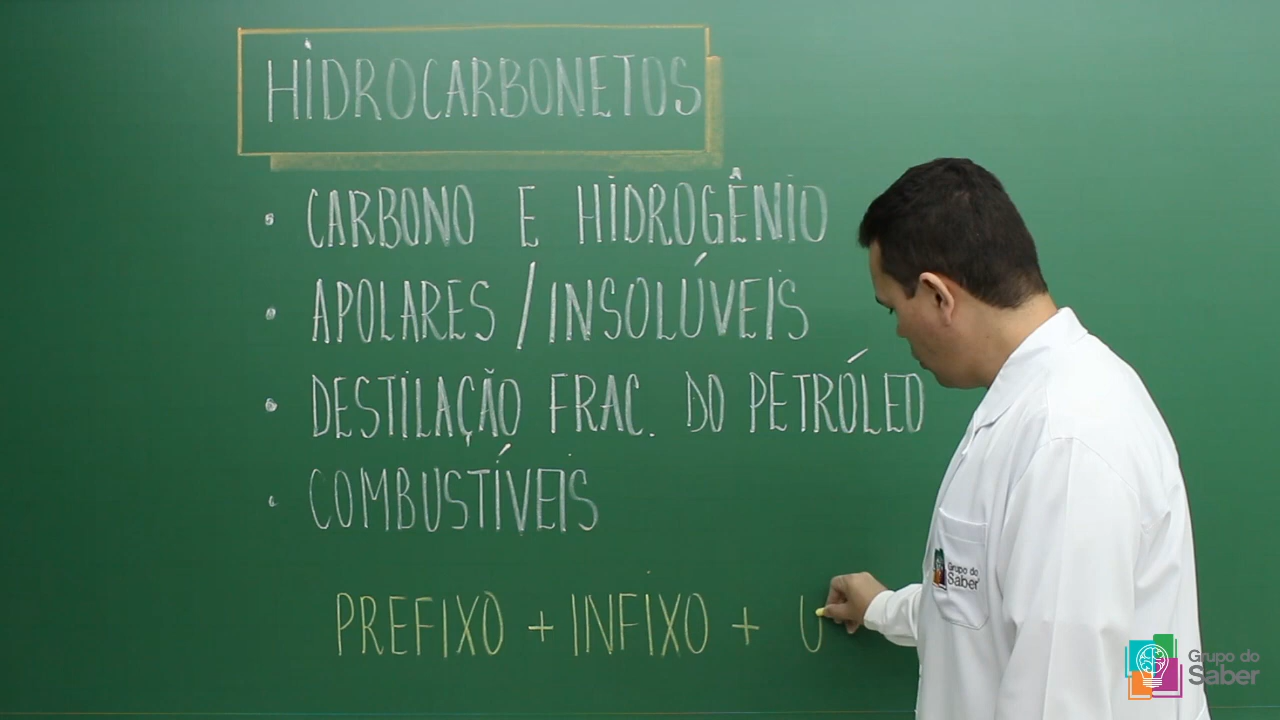 HIDROCARBONETOS
• CARBONO E HIDROGÊNIO
• APOLARES / INSOLÚVEIS
• DESTILAÇÃO FRAC. DO PETRÓLEO
• COMBUSTÍVEIS
PREFIXO + INFIXO + U
Grupo do
Saber
Grupo do
Saber